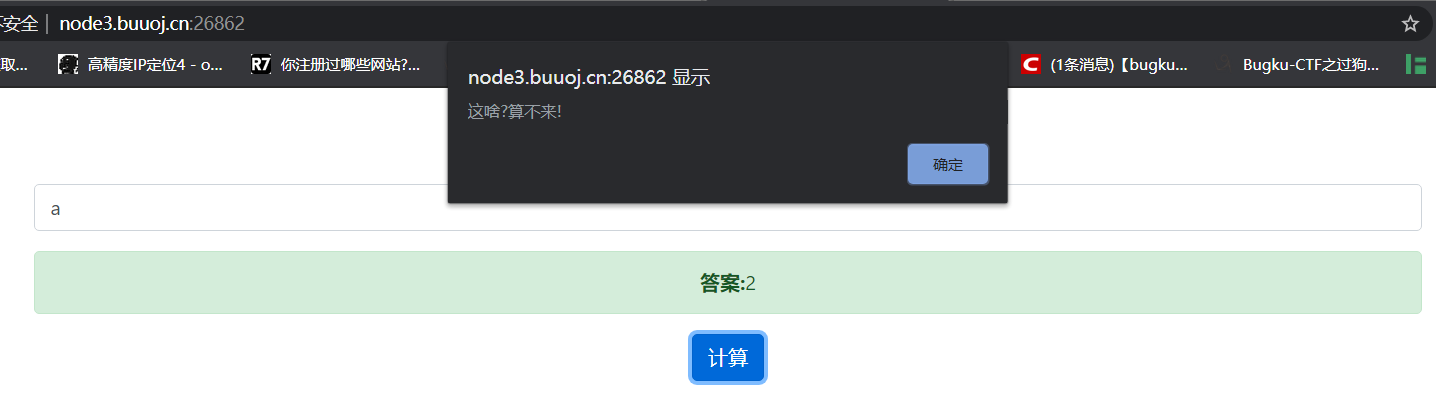 不安全 | node3.buuoj.cn:26862
取... 高精度IP定位4 - o... R7 你注册过哪些网站?... C (1条消息)【bugku... Bugku-CTF之过狗...
node3.buuoj.cn:26862 显示
这啥?算不来!
确定
a
答案:2
计算